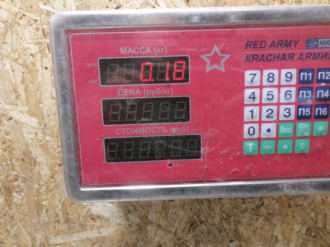 МАССА (кг)
0.18
ЦЕНА (руб/кг)
СТОИМОСТЬ (руб)
RED ARMY
КРАСНАЯ АРМИЯ
7 8 9 П1 П2
4 5 6 П3 П4
1 2 3 П5 П6
0
T